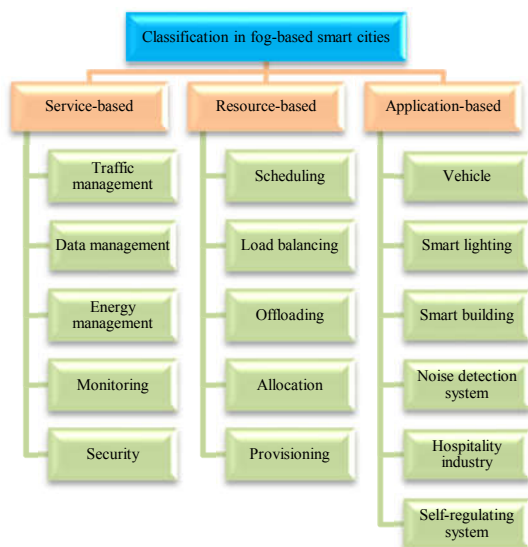 Classification in fog-based smart cities
Service-based
Resource-based
Application-based
Traffic
management
Data management
Energy
management
Monitoring
Security
Scheduling
Load balancing
Offloading
Allocation
Provisioning
Vehicle
Smart lighting
Smart building
Noise detection
system
Hospitality
industry
Self-regulating
system